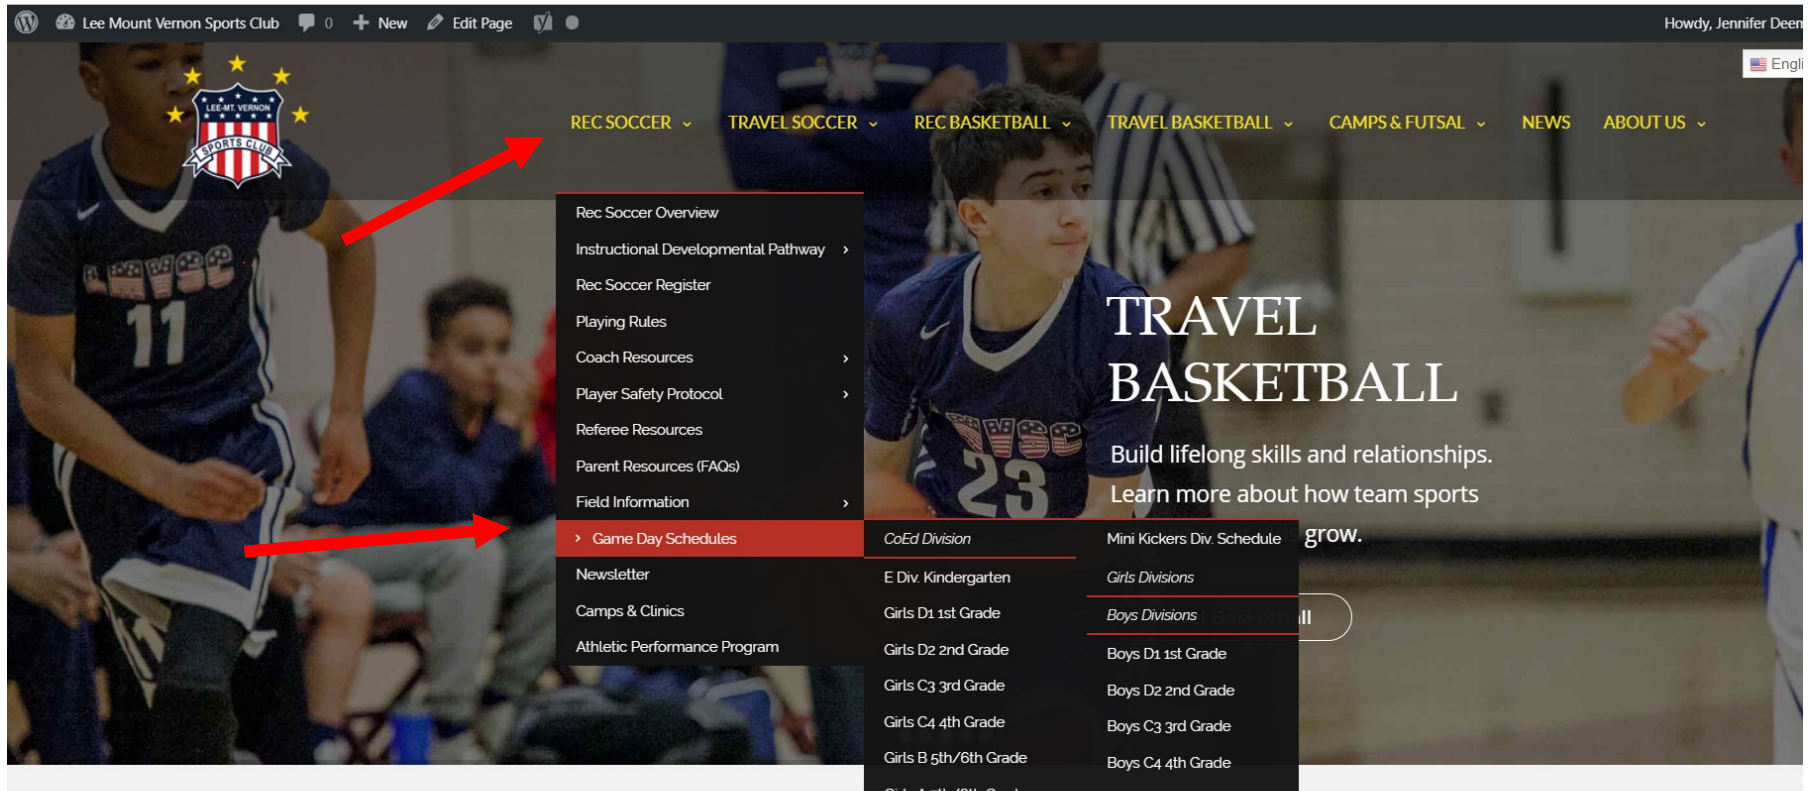 Lee Mount Vernon Sports Club 0 New Edit Page
Howdy, Jennifer Deem
Engli
LEE-MT. VERNON
SPORTS CLUB
REC SOCCER TRAVEL SOCCER REC BASKETBALL TRAVEL BASKETBALL CAMPS & FUTSAL NEWS ABOUT US
Rec Soccer Overview
Instructional Developmental Pathway
Rec Soccer Register
Playing Rules
Coach Resources
Player Safety Protocol
Referee Resources
Parent Resources (FAQs)
Field Information
Game Day Schedules
Newsletter
Camps & Clinics
Athletic Performance Program
CoEd Division
E Div. Kindergarten
Girls D1 1st Grade
Girls D2 2nd Grade
Girls C3 3rd Grade
Girls C4 4th Grade
Girls B 5th/6th Grade
Mini Kickers Div. Schedule
Girls Divisions
Boys Divisions
Boys D1 1st Grade
Boys D2 2nd Grade
Boys C3 3rd Grade
Boys C4 4th Grade
TRAVEL
BASKETBALL
Build lifelong skills and relationships.
Learn more about how team sports
grow.
LMVSC
11
23